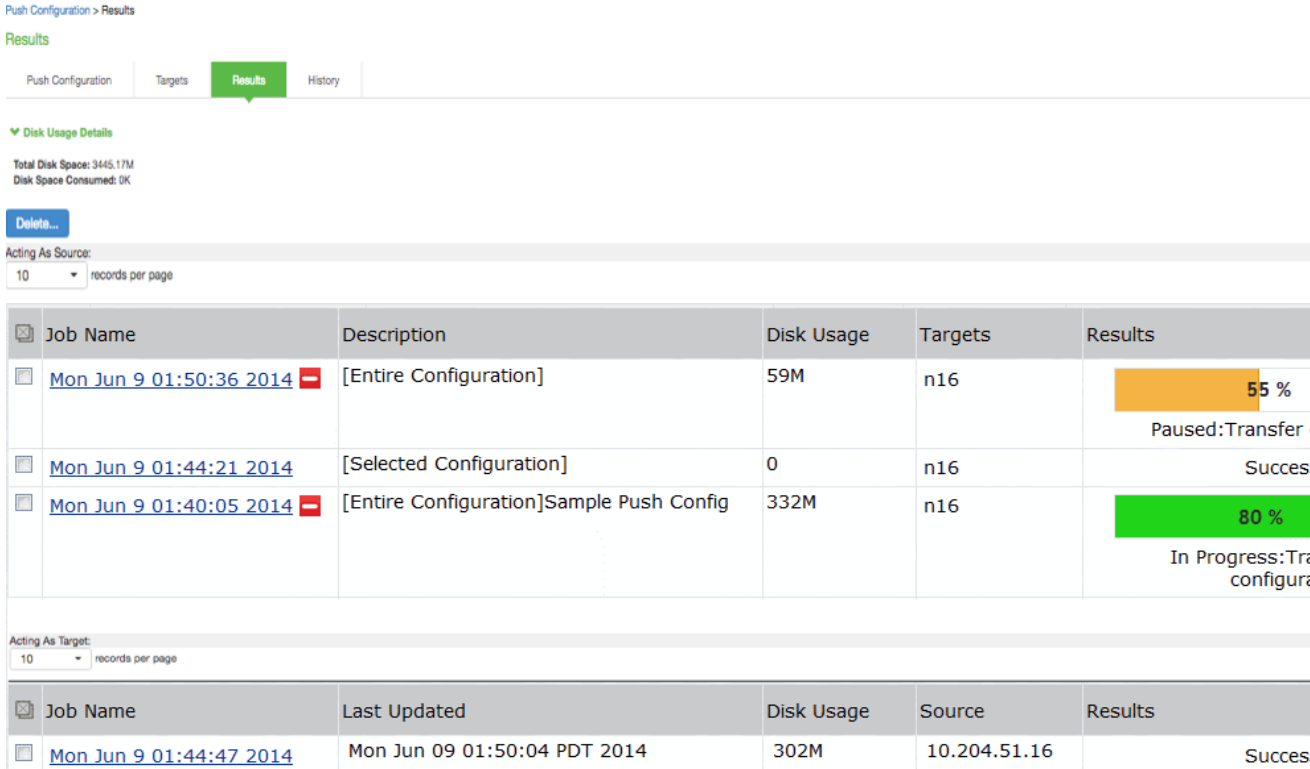 Push Configuration > Results
Results
Push Configuration Targets Results History
Disk Usage Details
Total Disk Space: 3445.17M
Disk Space Consumed: 0K
Delete...
Acting As Source:
10 records per page
Job Name Description Disk Usage Targets Results
Mon Jun 9 01:50:36 2014 [Entire Configuration] 59M n16 55 %
Paused:Transfer
Mon Jun 9 01:44:21 2014 [Selected Configuration] 0 n16 Succes
Mon Jun 9 01:40:05 2014 [Entire Configuration]Sample Push Config 332M n16 80 %
In Progress:Tra
configura
Acting As Target:
10 records per page
Job Name Last Updated Disk Usage Source Results
Mon Jun 9 01:44:47 2014 Mon Jun 09 01:50:04 PDT 2014 302M 10.204.51.16 Succes